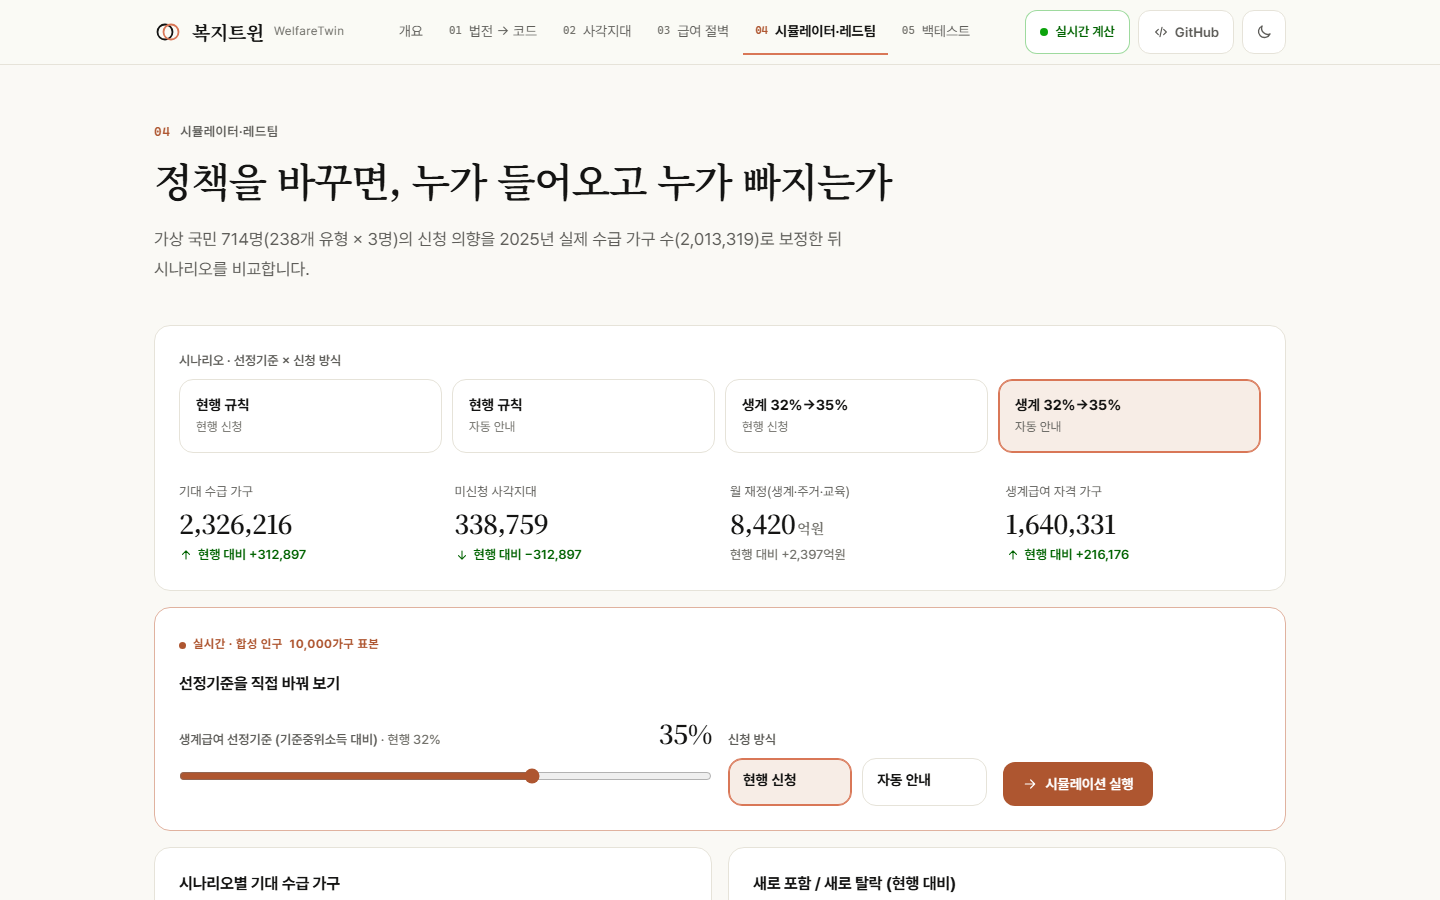 복지트윈 WelfareTwin 개요 01 법전 → 코드 02 사각지대 03 급여 절벽 04 시뮬레이터·레드팀 05 백테스트 실시간 계산 GitHub
04 시뮬레이터·레드팀
정책을 바꾸면, 누가 들어오고 누가 빠지는가
가상 국민 714명(238개 유형 × 3명)의 신청 의향을 2025년 실제 수급 가구 수(2,013,319)로 보정한 뒤
시나리오를 비교합니다.
시나리오 · 선정기준 × 신청 방식
현행 규칙
현행 신청
현행 규칙
자동 안내
생계 32%→35%
현행 신청
생계 32%→35%
자동 안내
기대 수급 가구
2,326,216
↑ 현행 대비 +312,897
미신청 사각지대
338,759
↓ 현행 대비 −312,897
월 재정(생계·주거·교육)
8,420억원
현행 대비 +2,397억원
생계급여 자격 가구
1,640,331
↑ 현행 대비 +216,176
실시간 · 합성 인구 10,000가구 표본
선정기준을 직접 바꿔 보기
생계급여 선정기준 (기준중위소득 대비) · 현행 32% 35%
신청 방식
현행 신청 자동 안내 → 시뮬레이션 실행
시나리오별 기대 수급 가구
새로 포함 / 새로 탈락 (현행 대비)